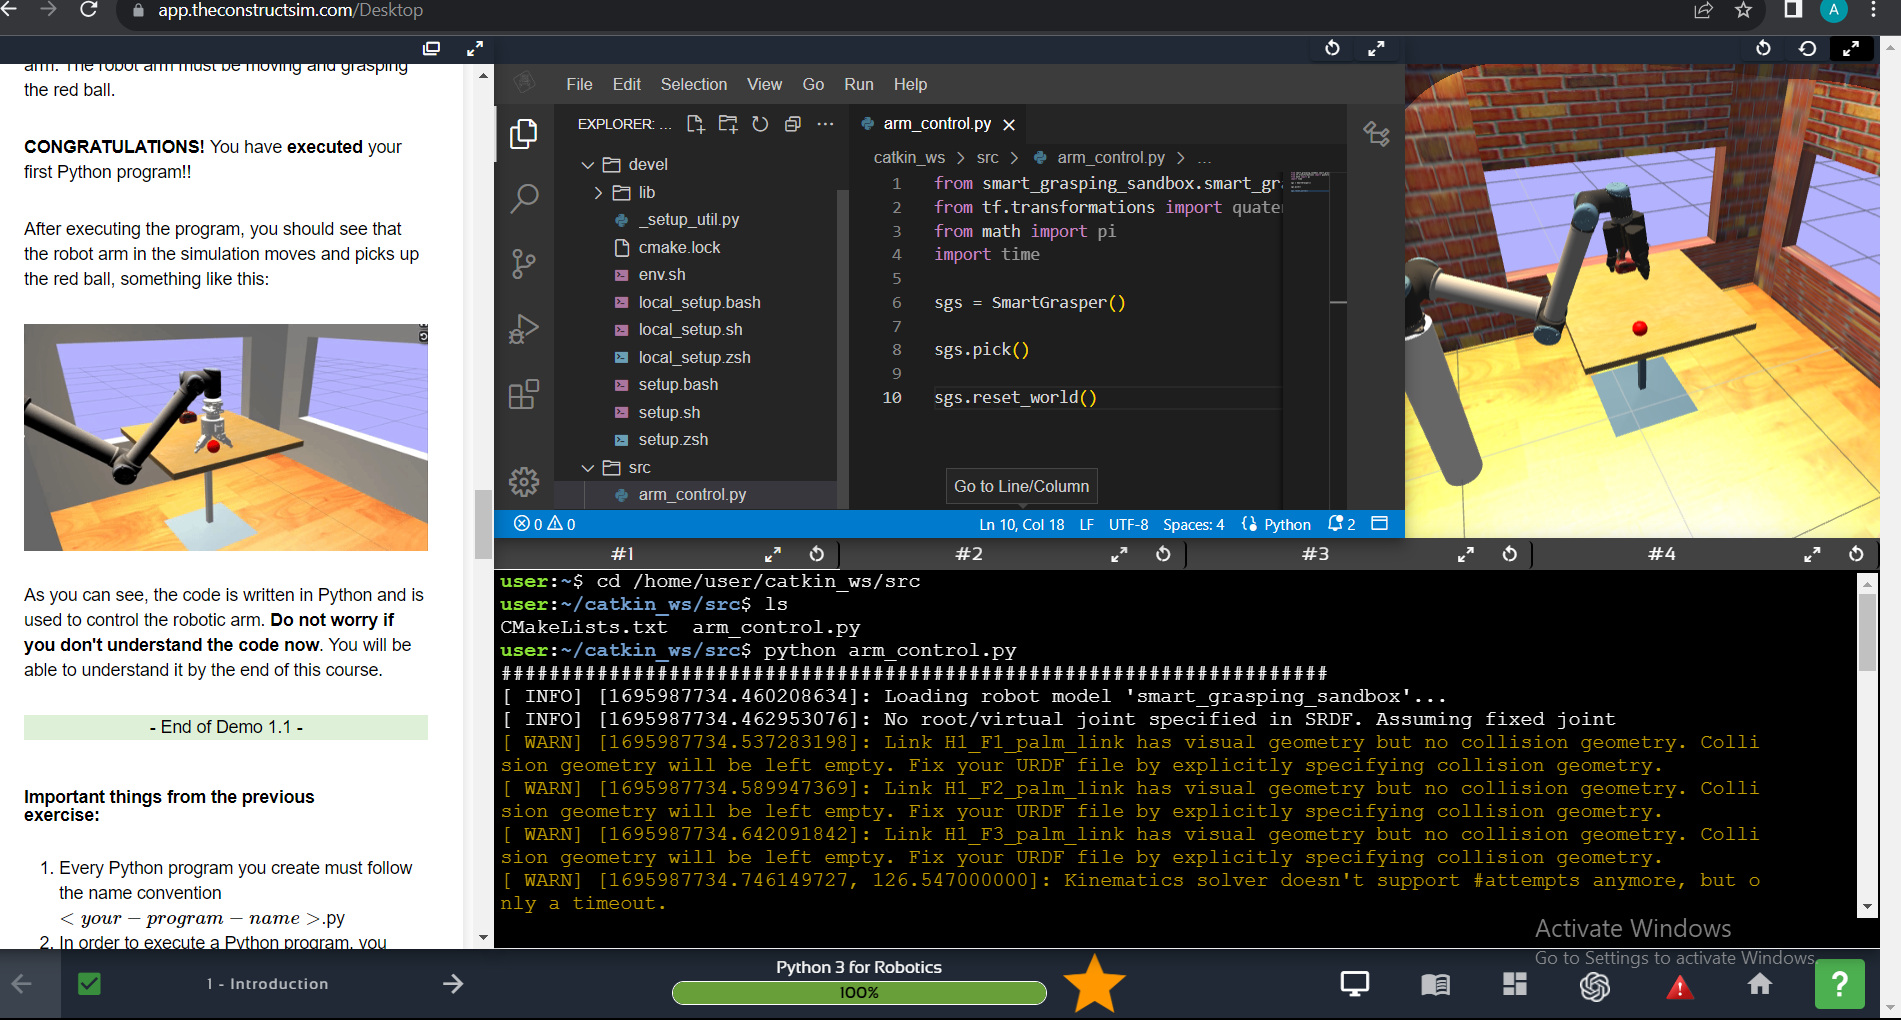 app.theconstructsim.com/Desktop
arm. The robot arm must be moving and grasping
the red ball.
CONGRATULATIONS! You have executed your
first Python program!!
After executing the program, you should see that
the robot arm in the simulation moves and picks up
the red ball, something like this:
As you can see, the code is written in Python and is
used to control the robotic arm. Do not worry if
you don't understand the code now. You will be
able to understand it by the end of this course.
- End of Demo 1.1 -
Important things from the previous
exercise:
1. Every Python program you create must follow
the name convention
< your – program – name >.py
2. In order to execute a Python program, you
File Edit Selection View Go Run Help
EXPLORER: ...
devel
lib
_setup_util.py
cmake.lock
env.sh
local_setup.bash
local_setup.sh
local_setup.zsh
setup.bash
setup.sh
setup.zsh
src
arm_control.py
arm_control.py
catkin_ws > src > arm_control.py > ...
1 from smart_grasping_sandbox.smart_gr
2 from tf.transformations import quate
3 from math import pi
4 import time
5
6 sgs = SmartGrasper()
7
8 sgs.pick()
9
10 sgs.reset_world()
Go to Line/Column
0 0 Ln 10, Col 18 LF UTF-8 Spaces: 4 Python 2
#1 #2 #3 #4
user:~$ cd /home/user/catkin_ws/src
user:~/catkin_ws/src$ ls
CMakeLists.txt arm_control.py
user:~/catkin_ws/src$ python arm_control.py
#####################################################################
[ INFO] [1695987734.460208634]: Loading robot model 'smart_grasping_sandbox'...
[ INFO] [1695987734.462953076]: No root/virtual joint specified in SRDF. Assuming fixed joint
[ WARN] [1695987734.537283198]: Link H1_F1_palm_link has visual geometry but no collision geometry. Colli
sion geometry will be left empty. Fix your URDF file by explicitly specifying collision geometry.
[ WARN] [1695987734.589947369]: Link H1_F2_palm_link has visual geometry but no collision geometry. Colli
sion geometry will be left empty. Fix your URDF file by explicitly specifying collision geometry.
[ WARN] [1695987734.642091842]: Link H1_F3_palm_link has visual geometry but no collision geometry. Colli
sion geometry will be left empty. Fix your URDF file by explicitly specifying collision geometry.
[ WARN] [1695987734.746149727, 126.547000000]: Kinematics solver doesn't support #attempts anymore, but o
nly a timeout.
Activate Windows
Go to Settings to activate Windows.
1 - Introduction
Python 3 for Robotics
100%
?
A